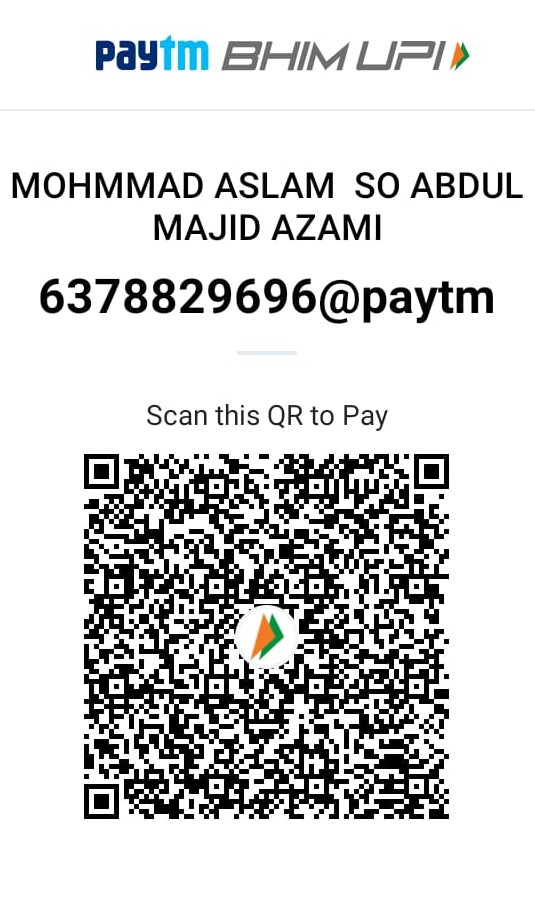 paytm BHIM UPI
MOHMMAD ASLAM SO ABDUL
MAJID AZAMI
6378829696@paytm
Scan this QR to Pay